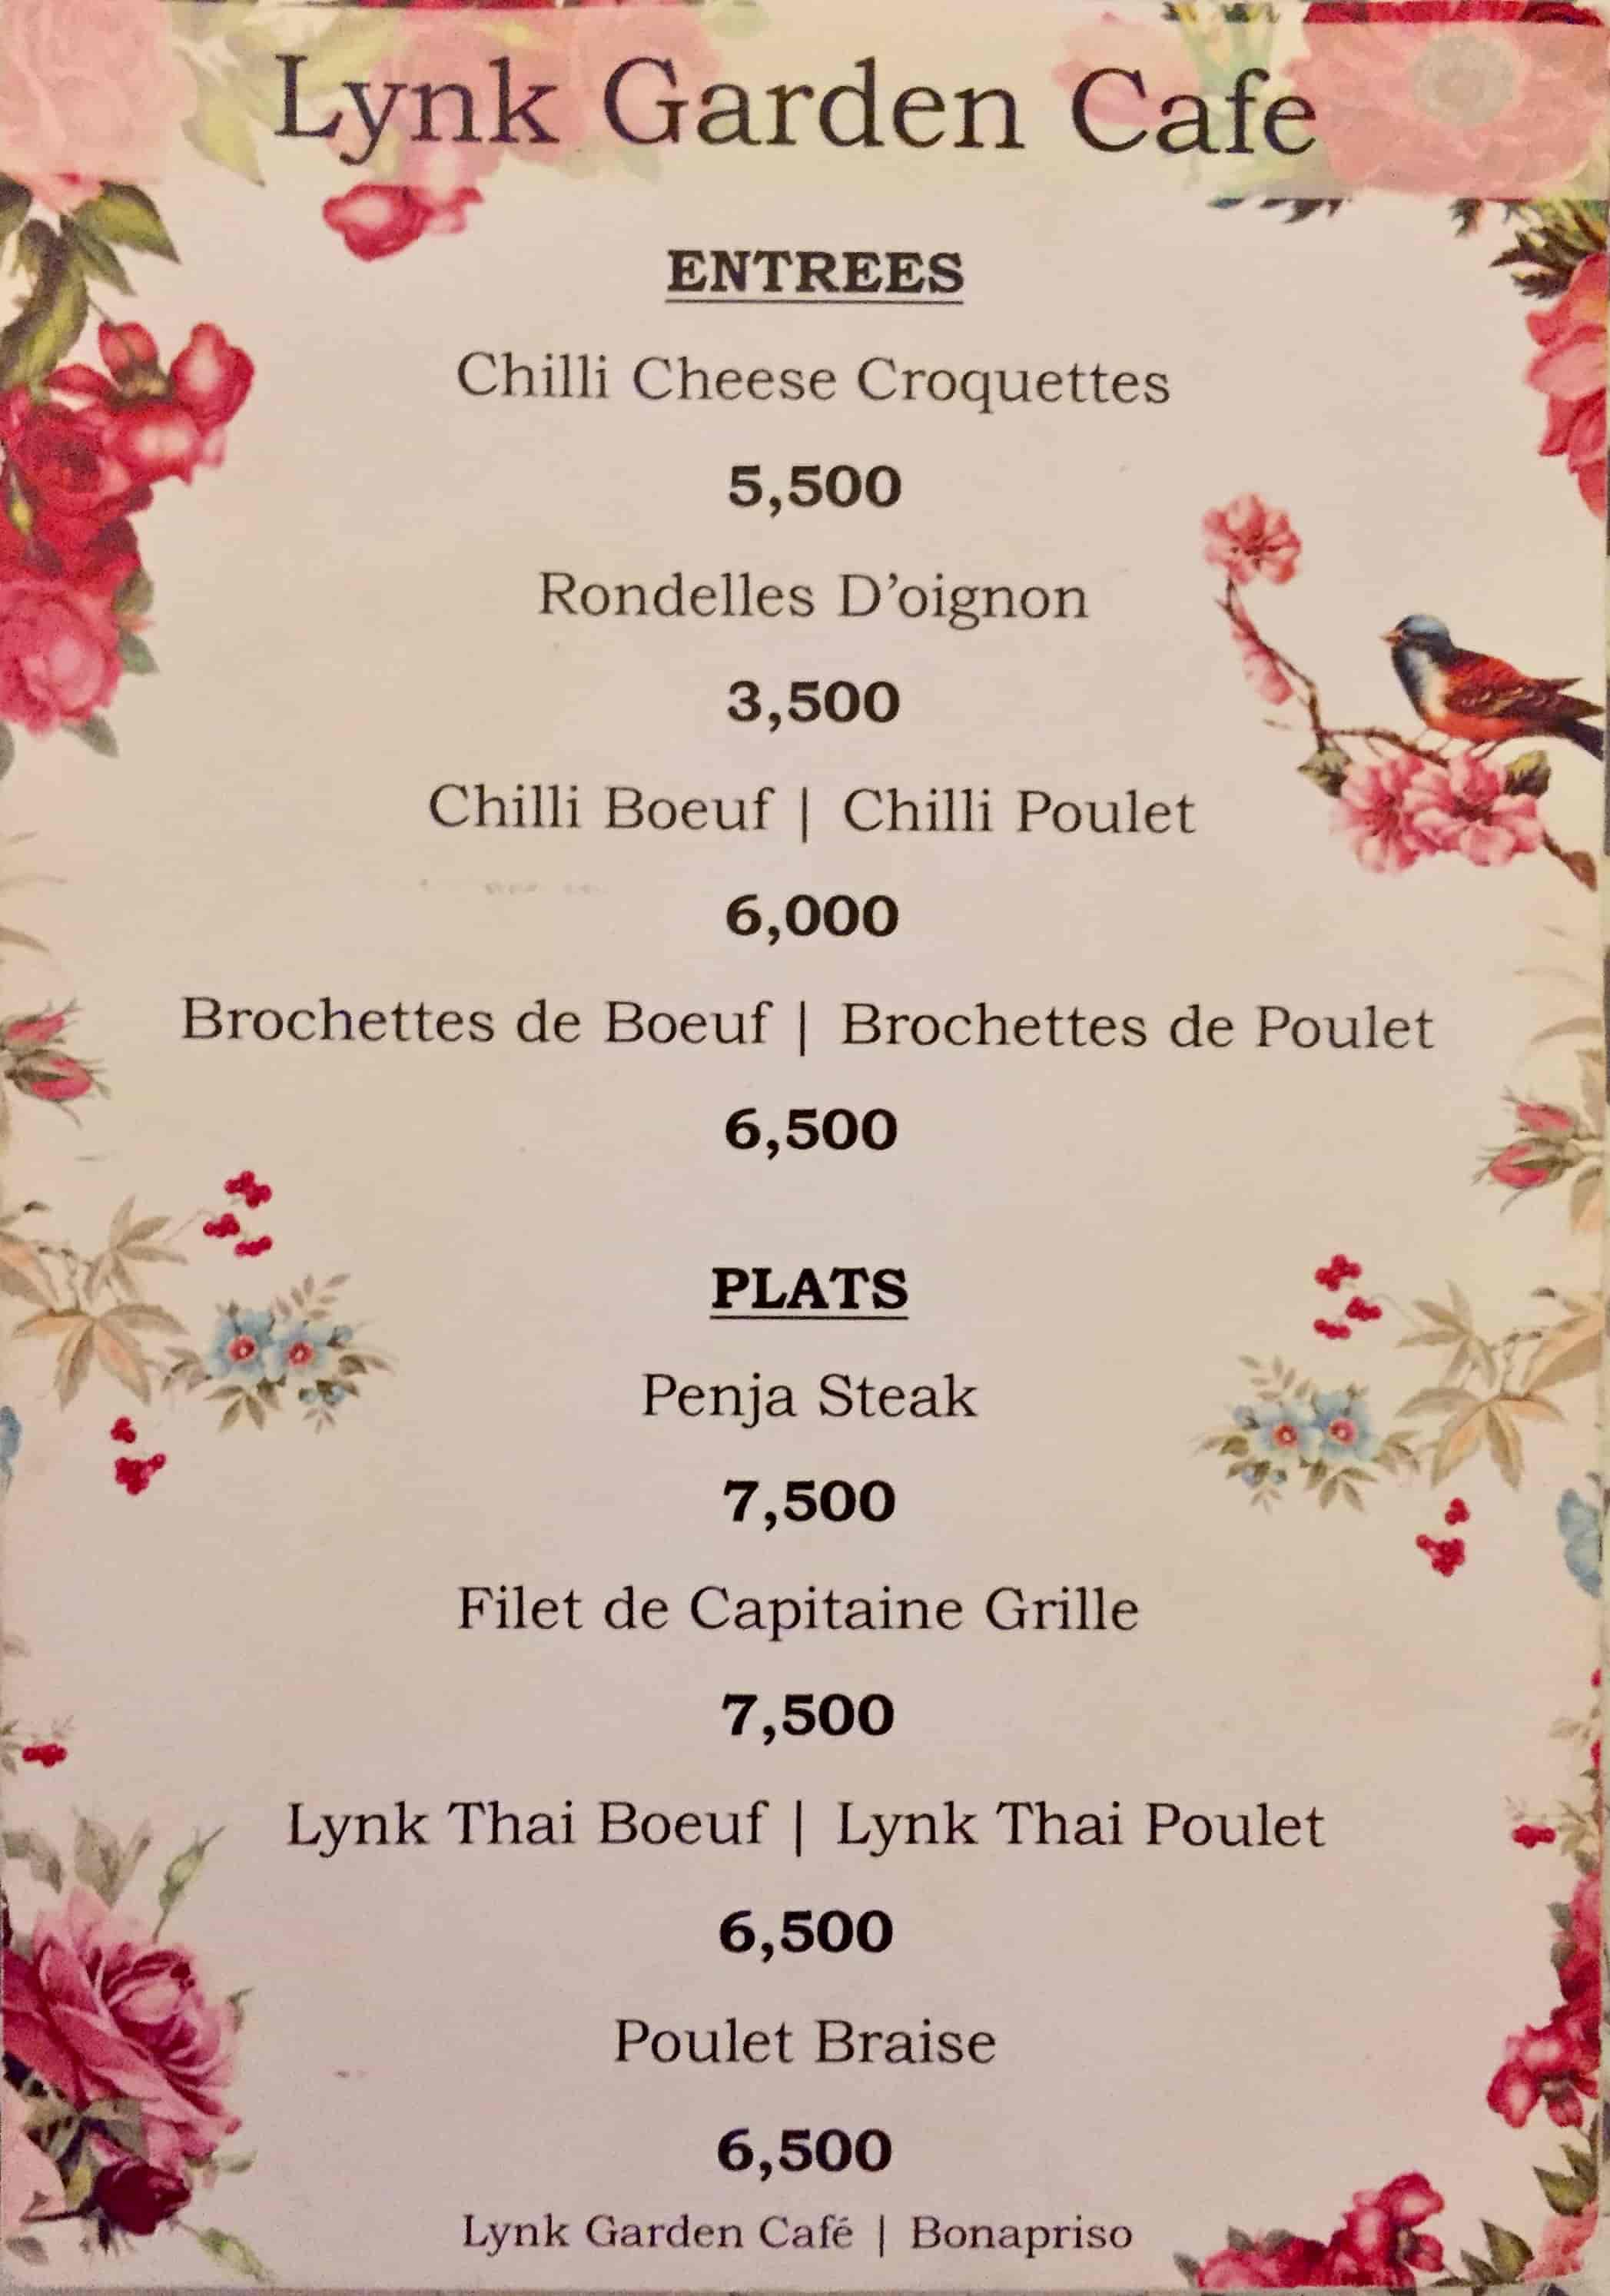 Lynk Garden Cafe
ENTREES
Chilli Cheese Croquettes
5,500
Rondelles D’oignon
3,500
Chilli Boeuf | Chilli Poulet
6,000
Brochettes de Boeuf | Brochettes de Poulet
6,500
PLATS
Penja Steak
7,500
Filet de Capitaine Grille
7,500
Lynk Thai Boeuf | Lynk Thai Poulet
6,500
Poulet Braise
6,500
Lynk Garden Café | Bonapriso